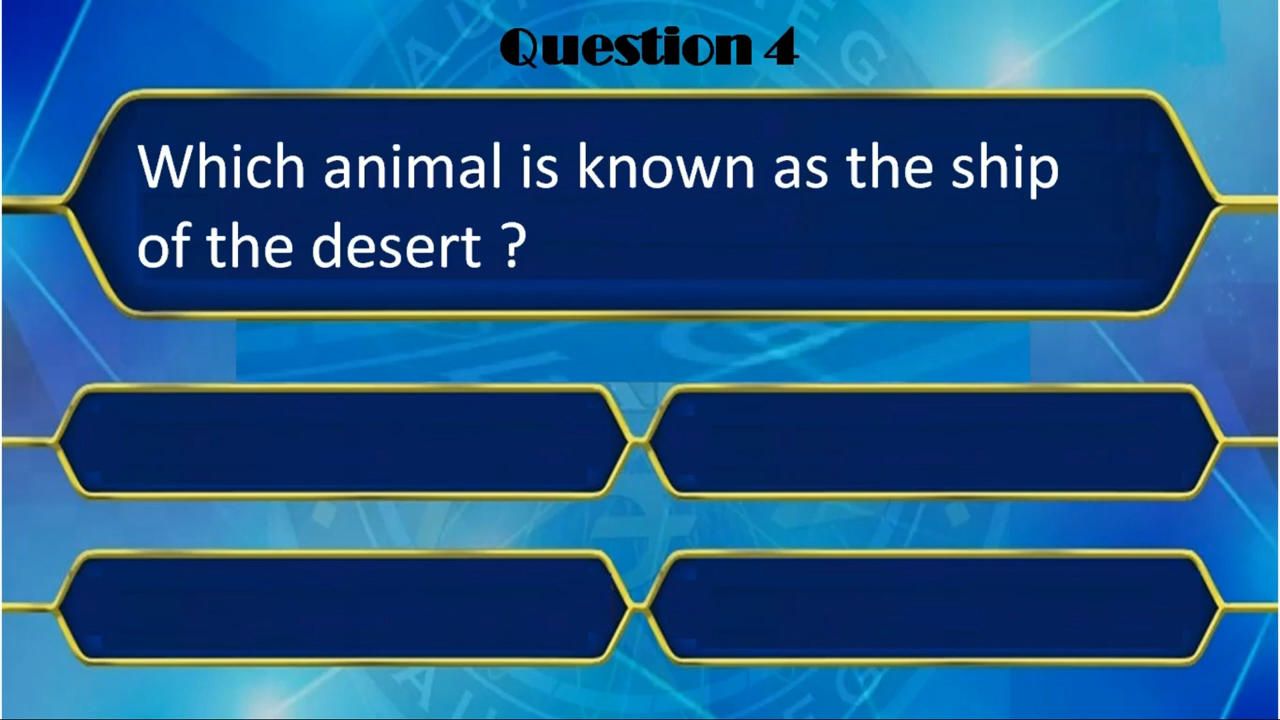 Question 4
Which animal is known as the ship
of the desert ?